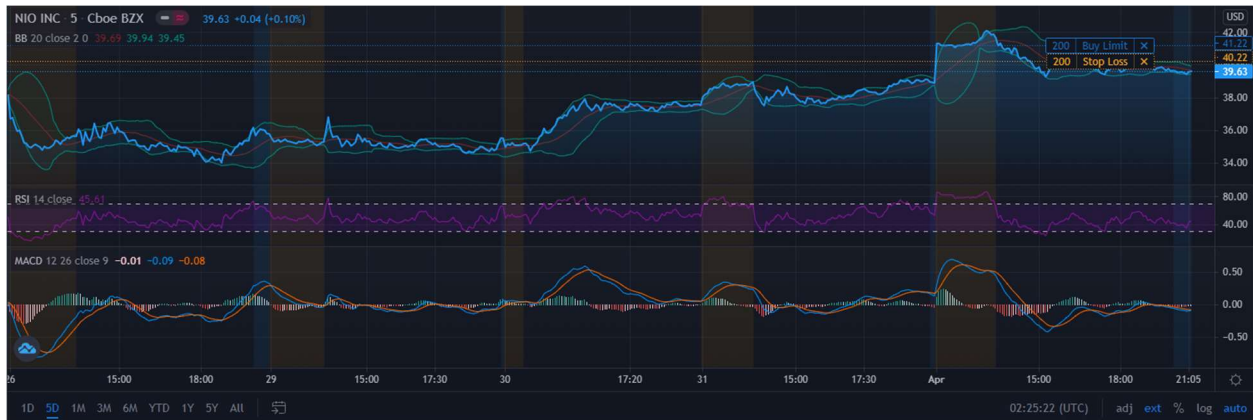 NIO INC · 5 · Cboe BZX 39.63 +0.04 (+0.10%)
BB 20 close 2 0 39.69 39.94 39.45
USD
42.00
200 Buy Limit ✕ 41.22
200 Stop Loss ✕ 40.22
39.63
38.00
36.00
34.00
RSI 14 close 45.61
80.00
40.00
MACD 12 26 close 9 −0.01 −0.09 −0.08
0.50
0.00
−0.50
26 15:00 18:00 29 15:00 17:30 30 17:20 31 15:00 17:30 Apr 15:00 18:00 21:05
1D 5D 1M 3M 6M YTD 1Y 5Y All 02:25:22 (UTC) adj ext % log auto